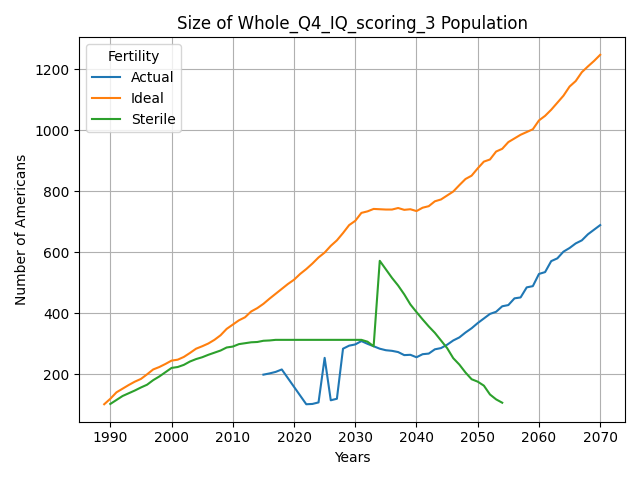 Size of Whole_Q4_IQ_scoring_3 Population
Fertility
Actual
Ideal
Sterile
Number of Americans
1200
1000
800
600
400
200
1990
2000
2010
2020
2030
2040
2050
2060
2070
Years